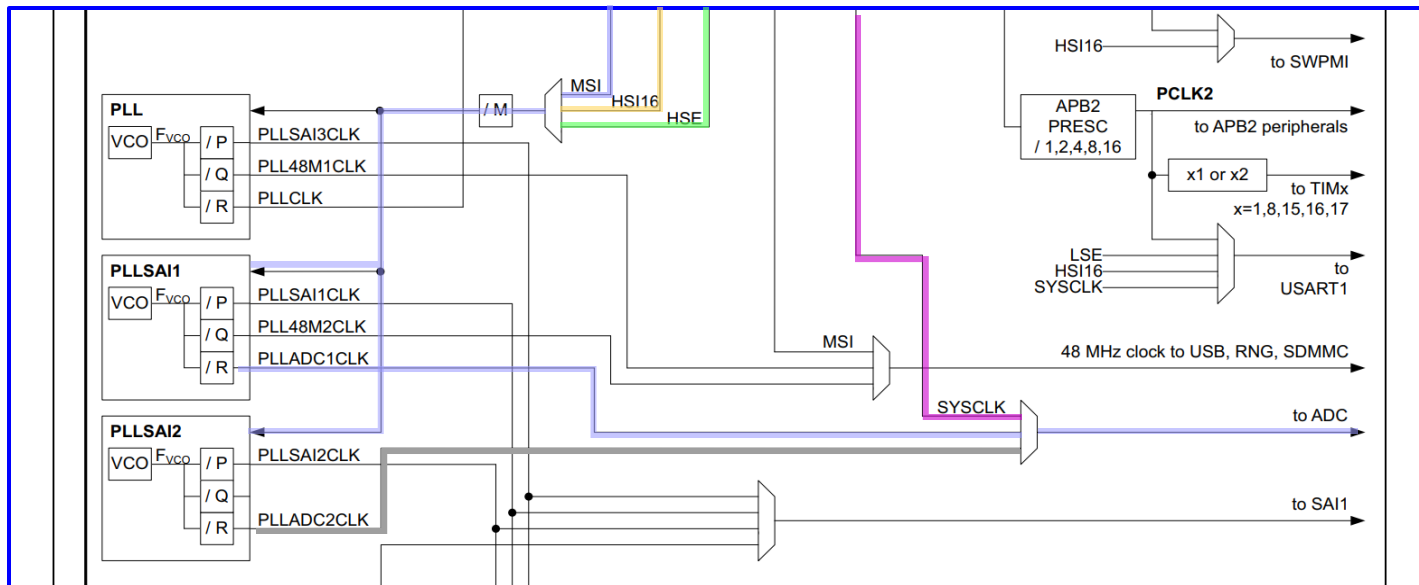 HSI16
to SWPMI
MSI
HSI16
HSE
/ M
PLL
VCO
FVCO
/ P
PLLSAI3CLK
/ Q
PLL48M1CLK
/ R
PLLCLK
APB2
PRESC
/ 1,2,4,8,16
PCLK2
to APB2 peripherals
x1 or x2
to TIMx
x=1,8,15,16,17
LSE
HSI16
SYSCLK
to
USART1
PLLSAI1
VCO
FVCO
/ P
PLLSAI1CLK
/ Q
PLL48M2CLK
/ R
PLLADC1CLK
MSI
48 MHz clock to USB, RNG, SDMMC
SYSCLK
to ADC
PLLSAI2
VCO
FVCO
/ P
PLLSAI2CLK
/ Q
/ R
PLLADC2CLK
to SAI1